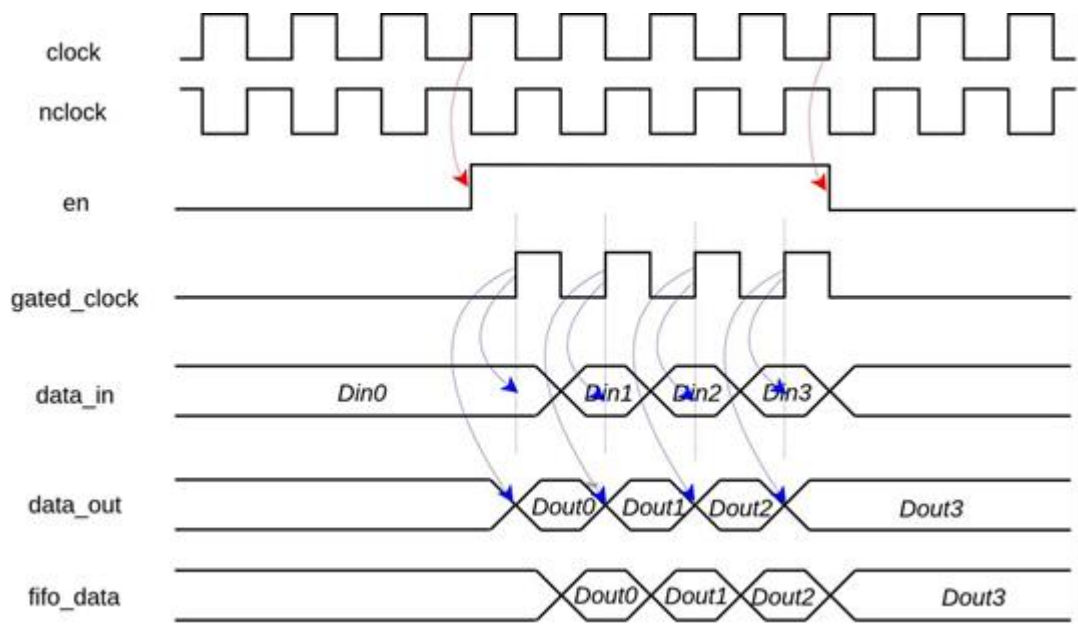 clock
nclock
en
gated_clock
data_in Din0 Din1 Din2 Din3
data_out Dout0 Dout1 Dout2 Dout3
fifo_data Dout0 Dout1 Dout2 Dout3